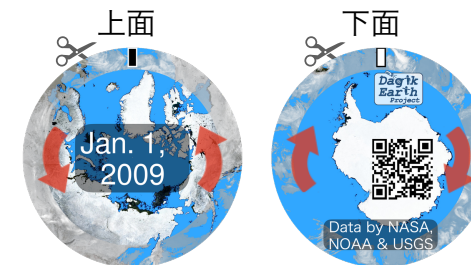 上面
下面
Jan. 1,
2009
Dagik
Earth
Project
Data by NASA,
NOAA & USGS